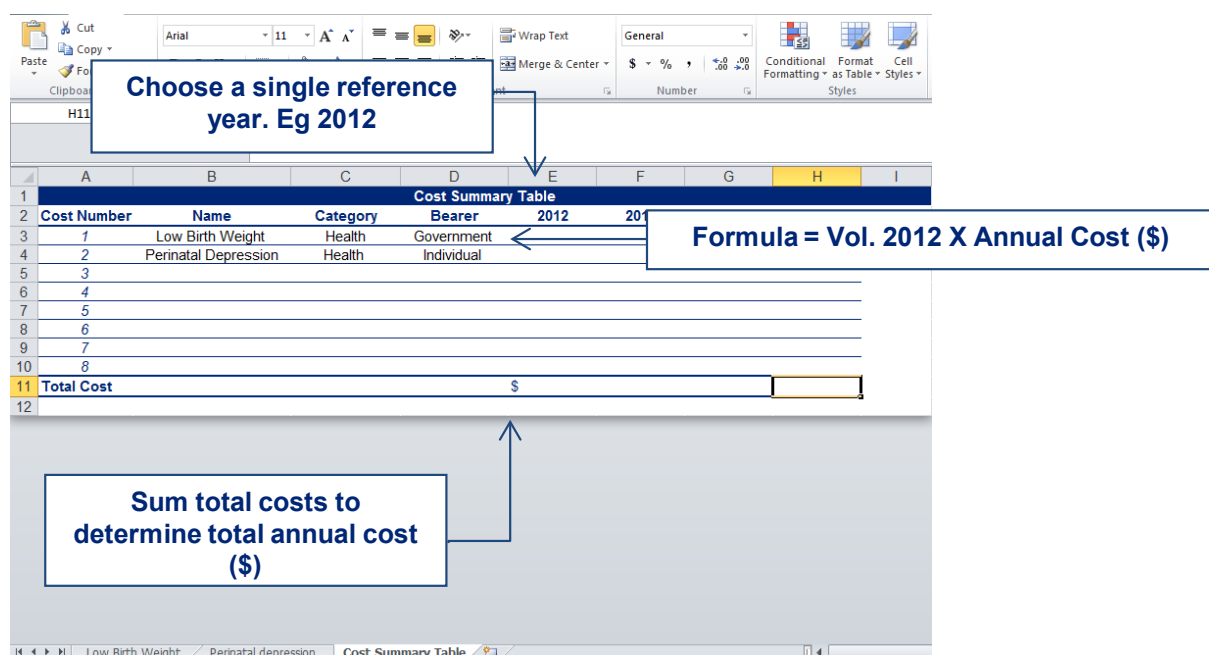 Cut
Arial 11 A A Wrap Text General
Copy
Paste Merge & Center $ % , .00 .00 Conditional Format Cell
Formatting as Table Styles
Number Styles
Choose a single reference
year. Eg 2012
H11
A B C D E F G H I
1 Cost Summary Table
2 Cost Number Name Category Bearer 2012
3 1 Low Birth Weight Health Government
4 2 Perinatal Depression Health Individual
Formula = Vol. 2012 X Annual Cost ($)
5 3
6 4
7 5
8 6
9 7
10 8
11 Total Cost $
12
Sum total costs to
determine total annual cost
($)
Low Birth Weight Perinatal depression Cost Summary Table